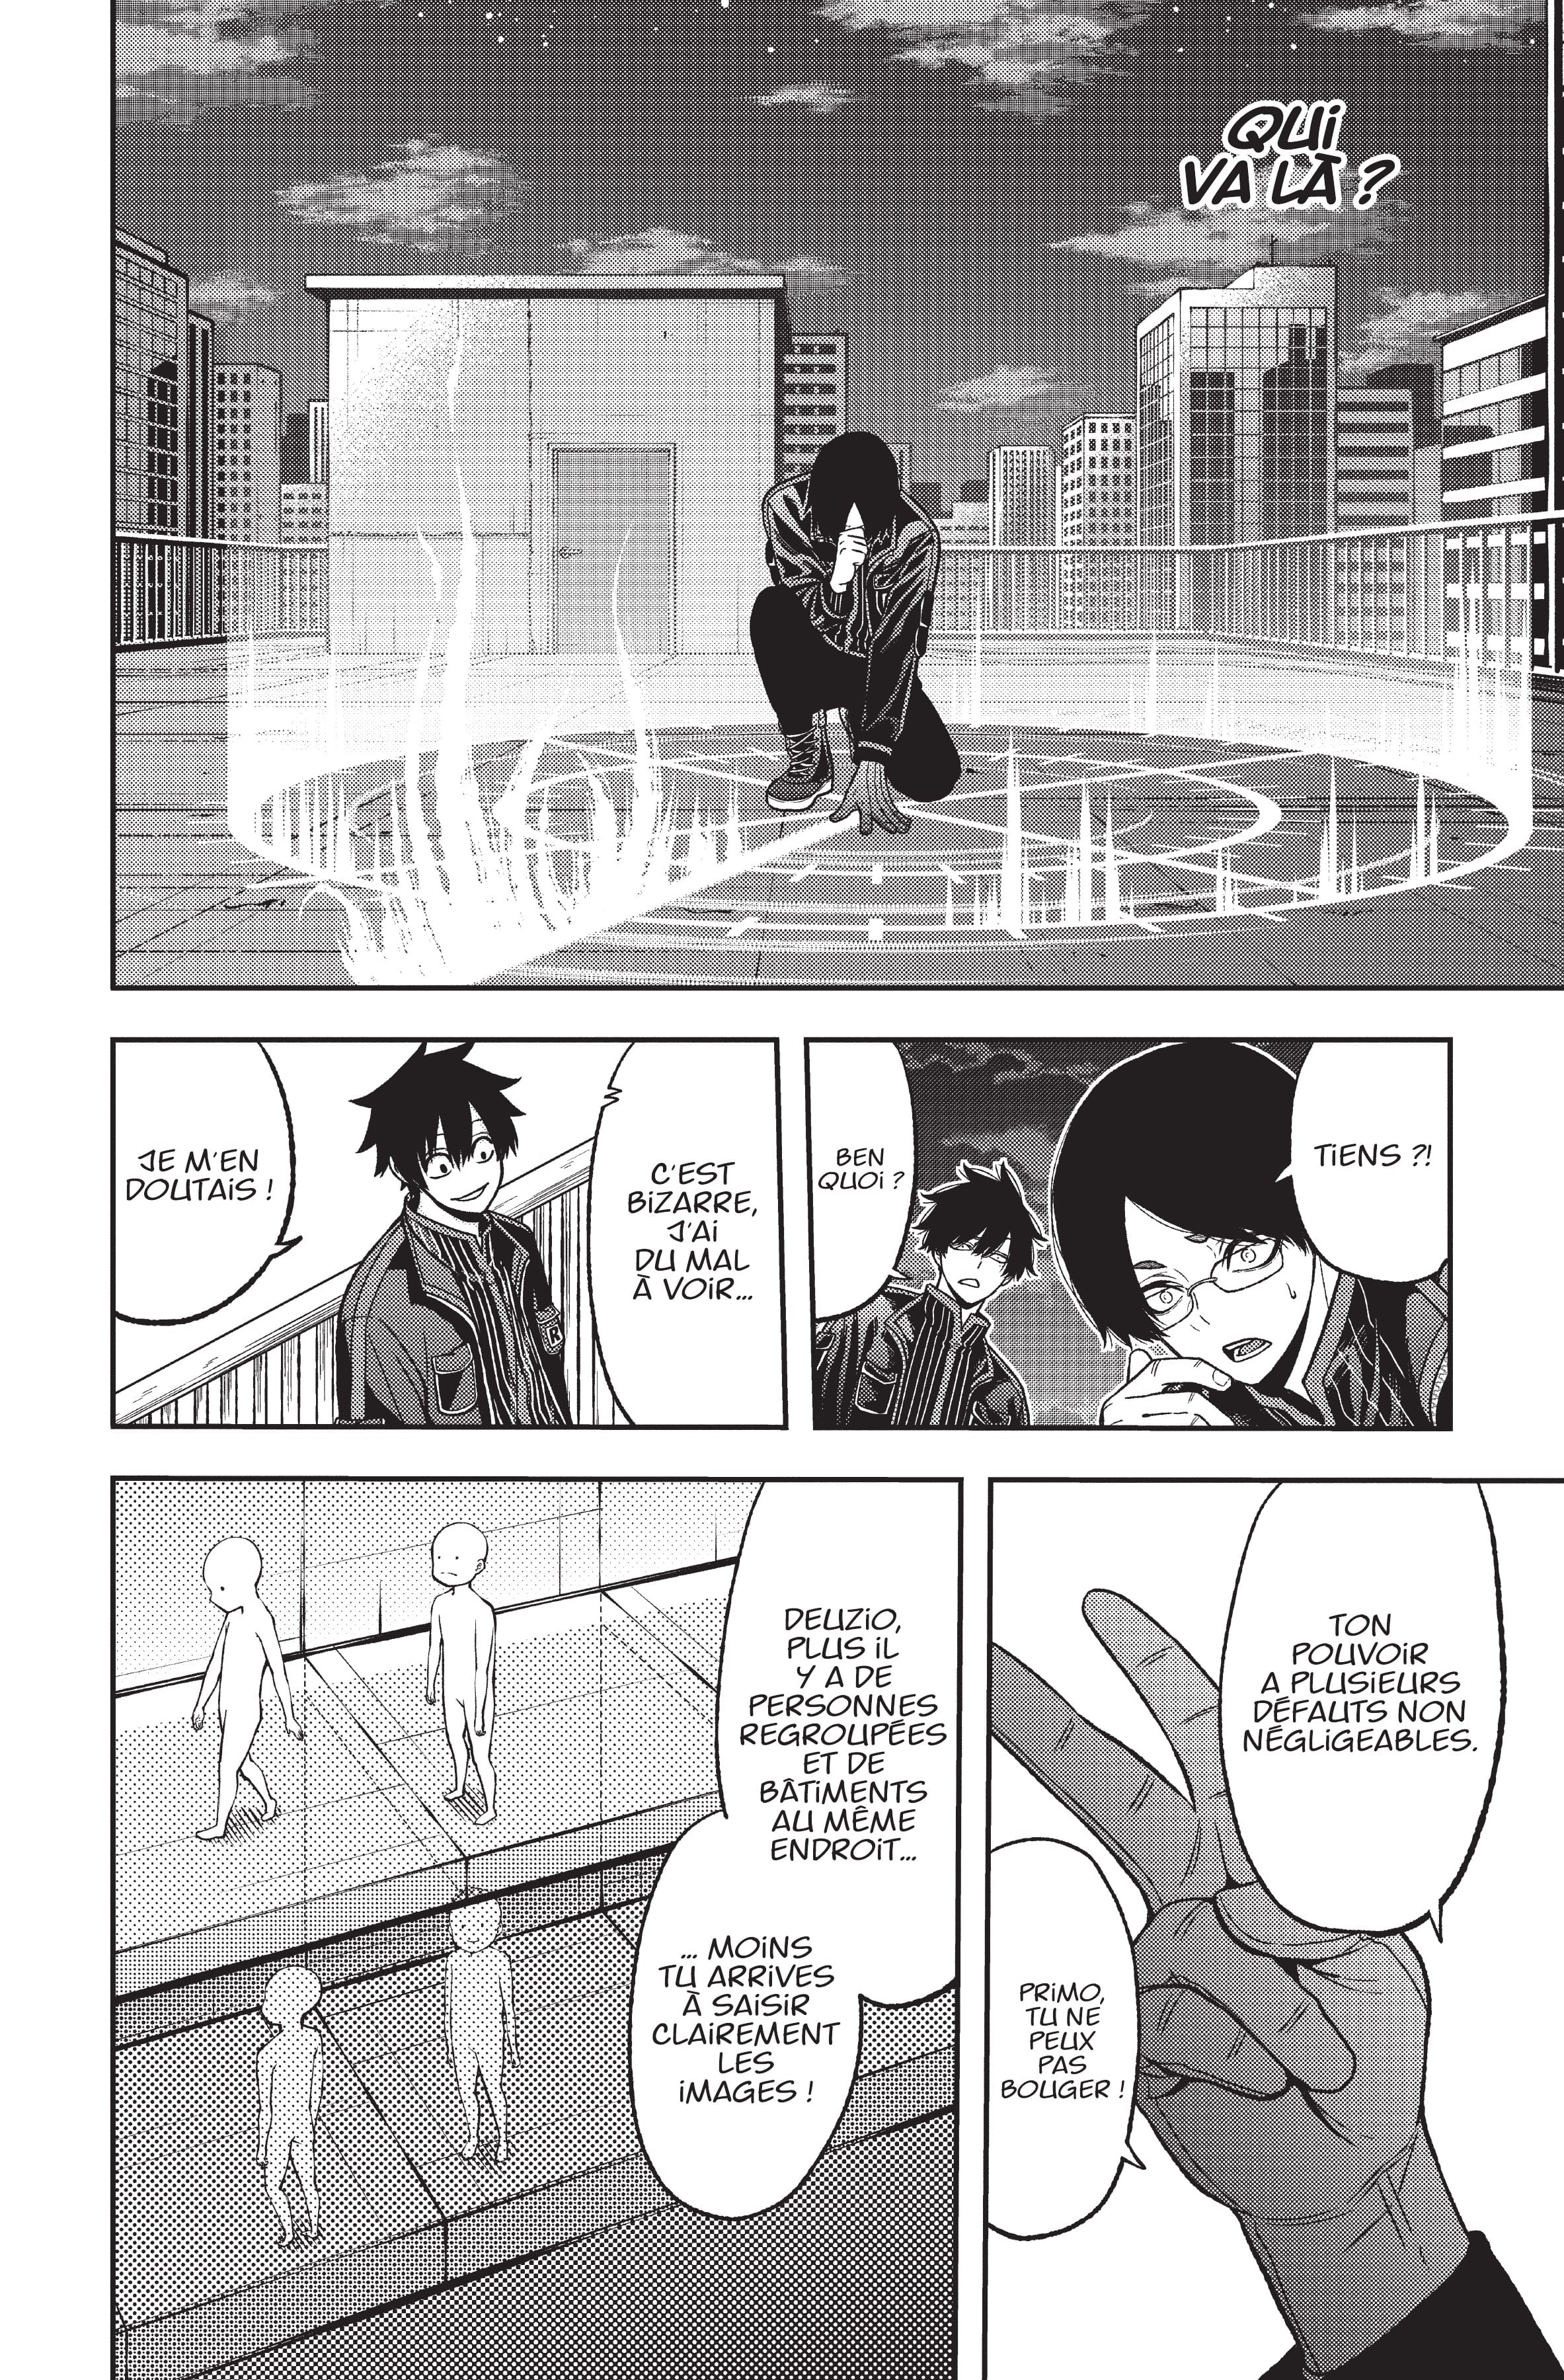 QUI
VA LÀ ?
TIENS ?!
BEN
QUOI ?
C'EST
BIZARRE,
J'AI
DU MAL
À VOIR...
JE M'EN
DOUTAIS !
TON
POUVOIR
A PLUSIEURS
DÉFAUTS NON
NÉGLIGEABLES.
PRIMO,
TU NE
PEUX
PAS
BOUGER !
DEUZIO,
PLUS IL
Y A DE
PERSONNES
REGROUPÉES
ET DE
BÂTIMENTS
AU MÊME
ENDROIT...
... MOINS
TU ARRIVES
À SAISIR
CLAIREMENT
LES
IMAGES !
R